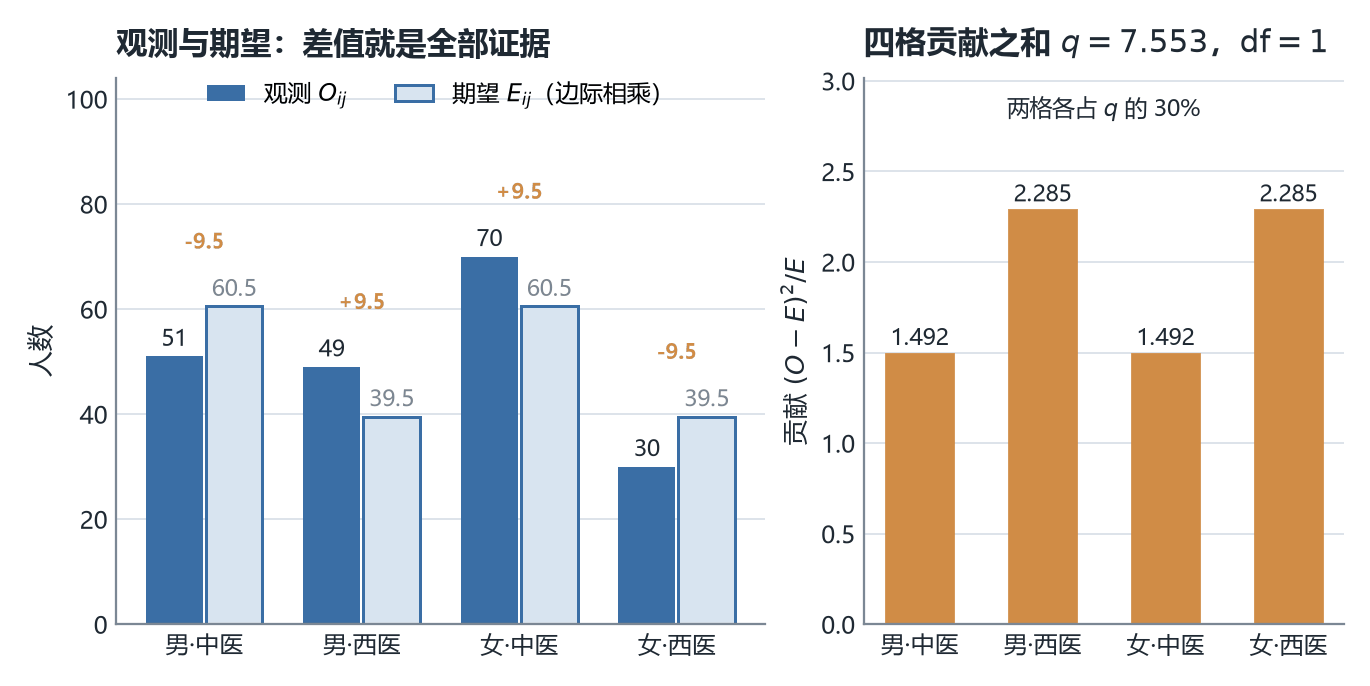 观测与期望：差值就是全部证据
观测 O_ij
期望 E_ij（边际相乘）
人数
100
80
60
40
20
0
-9.5
+9.5
+9.5
-9.5
51
60.5
49
39.5
70
60.5
30
39.5
男·中医
男·西医
女·中医
女·西医
四格贡献之和 q = 7.553，df = 1
两格各占 q 的 30%
贡献 (O − E)²/E
3.0
2.5
2.0
1.5
1.0
0.5
0.0
1.492
2.285
1.492
2.285
男·中医
男·西医
女·中医
女·西医